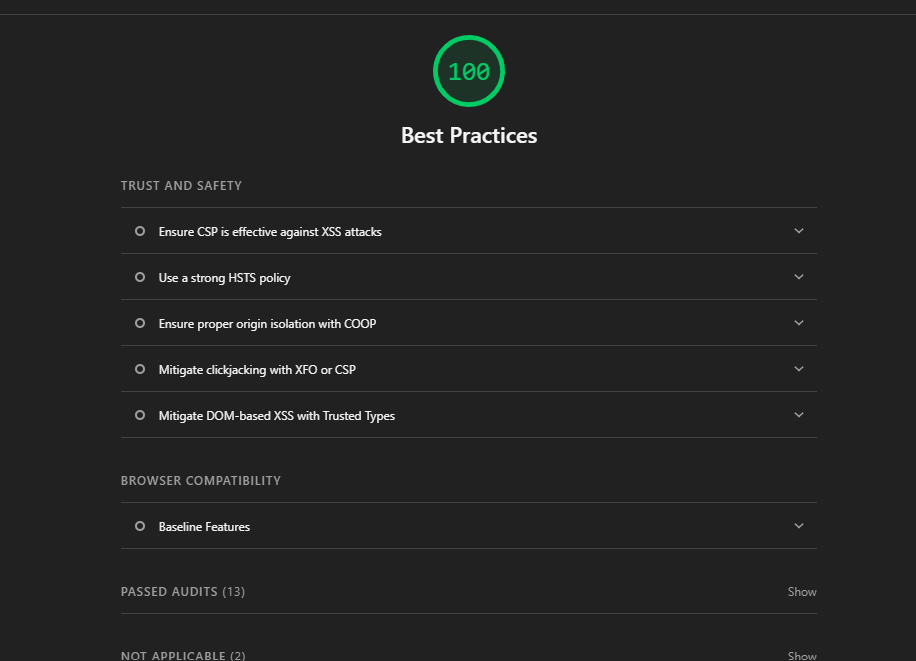 100
Best Practices
TRUST AND SAFETY
Ensure CSP is effective against XSS attacks
Use a strong HSTS policy
Ensure proper origin isolation with COOP
Mitigate clickjacking with XFO or CSP
Mitigate DOM-based XSS with Trusted Types
BROWSER COMPATIBILITY
Baseline Features
PASSED AUDITS (13) Show
NOT APPLICABLE (2) Show